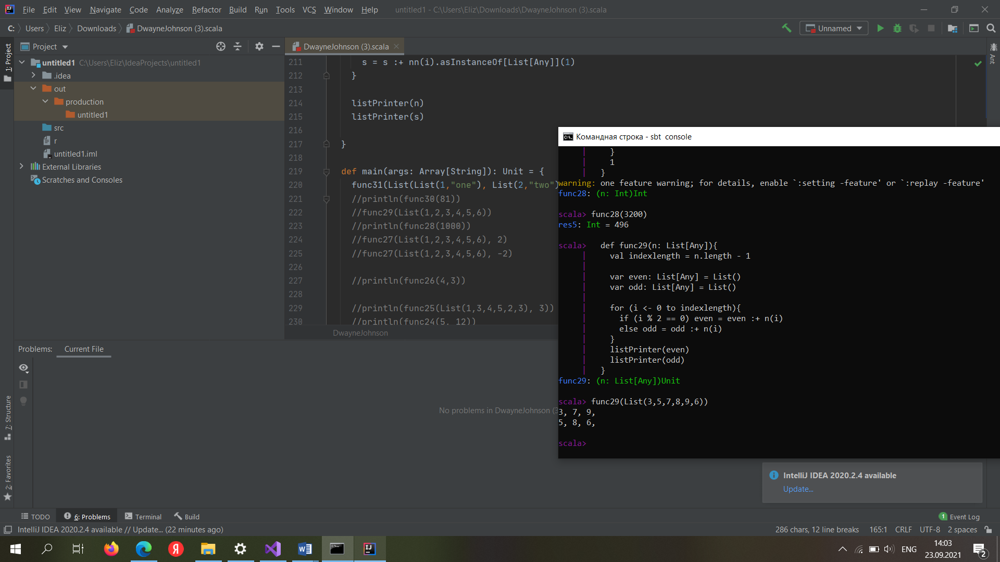 File Edit View Navigate Code Analyze Refactor Build Run Tools VCS Window Help untitled1 - C:\Users\Eliz\Downloads\DwayneJohnson (3).scala
C: Users Eliz Downloads DwayneJohnson (3).scala
Unnamed
1: Project
Project
untitled1 C:\Users\Eliz\IdeaProjects\untitled1
.idea
out
production
untitled1
src
r
untitled1.iml
External Libraries
Scratches and Consoles
DwayneJohnson (3).scala
Ant
211 s = s :+ nn(i).asInstanceOf[List[Any]](1)
212 }
213
214 listPrinter(n)
215 listPrinter(s)
216
217 }
218
219 def main(args: Array[String]): Unit = {
220 func31(List(List(1,"one"), List(2,"two")
221 //println(func30(81))
222 //func29(List(1,2,3,4,5,6))
223 //println(func28(1000))
224 //func27(List(1,2,3,4,5,6), 2)
225 //func27(List(1,2,3,4,5,6), -2)
226
227 //println(func26(4,3))
228
229 //println(func25(List(1,3,4,5,2,3), 3))
230 //println(func24(5, 12))
DwayneJohnson
Командная строка - sbt console
}
1
}
warning: one feature warning; for details, enable `:setting -feature' or `:replay -feature'
func28: (n: Int)Int
scala> func28(3200)
res5: Int = 496
scala> def func29(n: List[Any]){
| val indexlength = n.length - 1
|
| var even: List[Any] = List()
| var odd: List[Any] = List()
|
| for (i <- 0 to indexlength){
| if (i % 2 == 0) even = even :+ n(i)
| else odd = odd :+ n(i)
| }
| listPrinter(even)
| listPrinter(odd)
| }
func29: (n: List[Any])Unit
scala> func29(List(3,5,7,8,9,6))
3, 7, 9,
5, 8, 6,
scala>
Problems: Current File
No problems in DwayneJohnson (3
7: Structure
2: Favorites
IntelliJ IDEA 2020.2.4 available
Update...
TODO 6: Problems Terminal Build 1 Event Log
IntelliJ IDEA 2020.2.4 available // Update... (22 minutes ago) 286 chars, 12 line breaks 165:1 CRLF UTF-8 2 spaces
ENG
14:03
23.09.2021
2